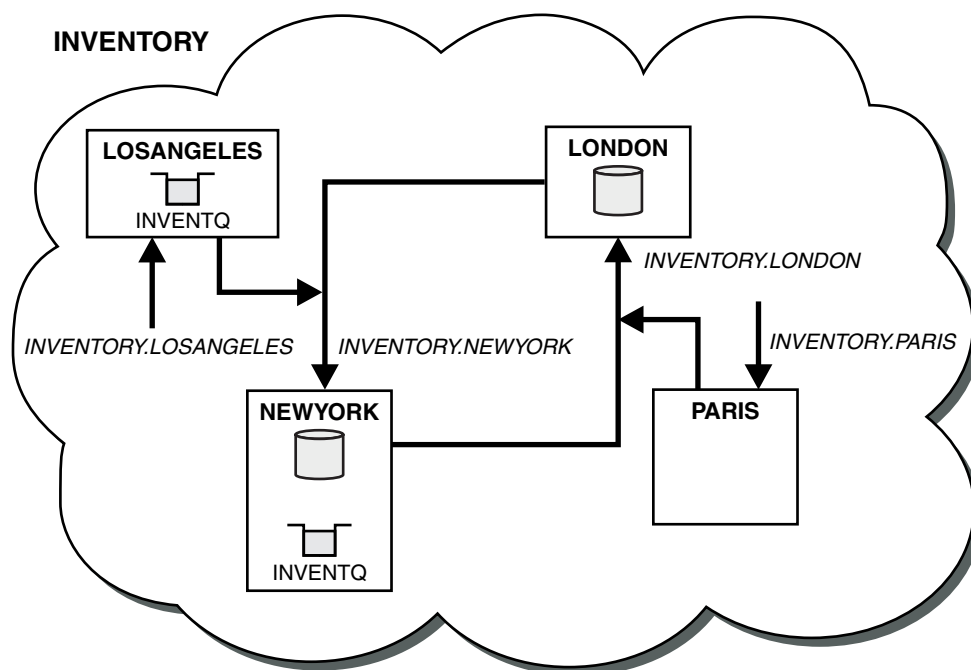 INVENTORY
LOSANGELES
INVENTQ
LONDON
INVENTORY.LONDON
INVENTORY.LOSANGELES
INVENTORY.NEWYORK
INVENTORY.PARIS
NEWYORK
INVENTQ
PARIS